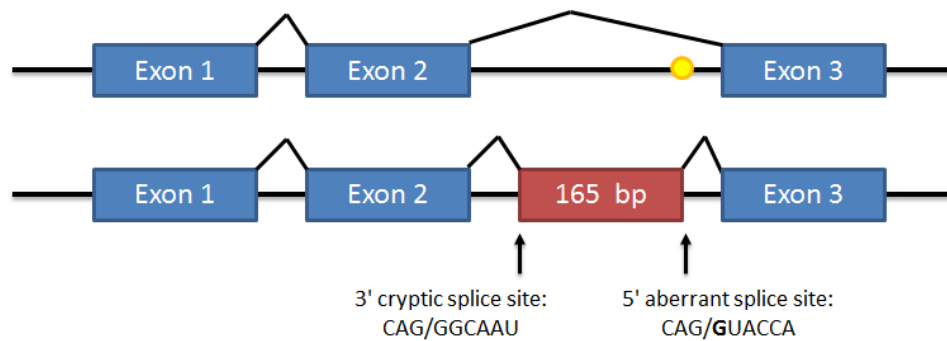 Exon 1 Exon 2 Exon 3
Exon 1 Exon 2 165 bp Exon 3
3' cryptic splice site: 5' aberrant splice site:
CAG/GGCAAU CAG/GUACCA